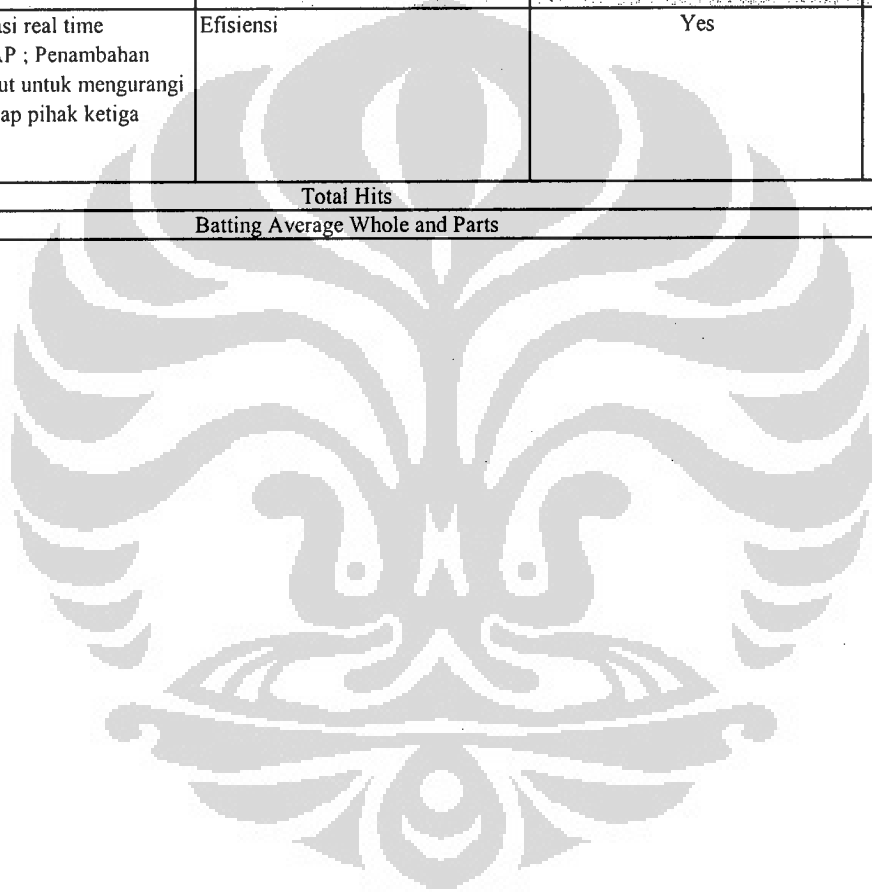 si real time Efisiensi Yes
AP ; Penambahan
ut untuk mengurangi
ap pihak ketiga
Total Hits
Batting Average Whole and Parts